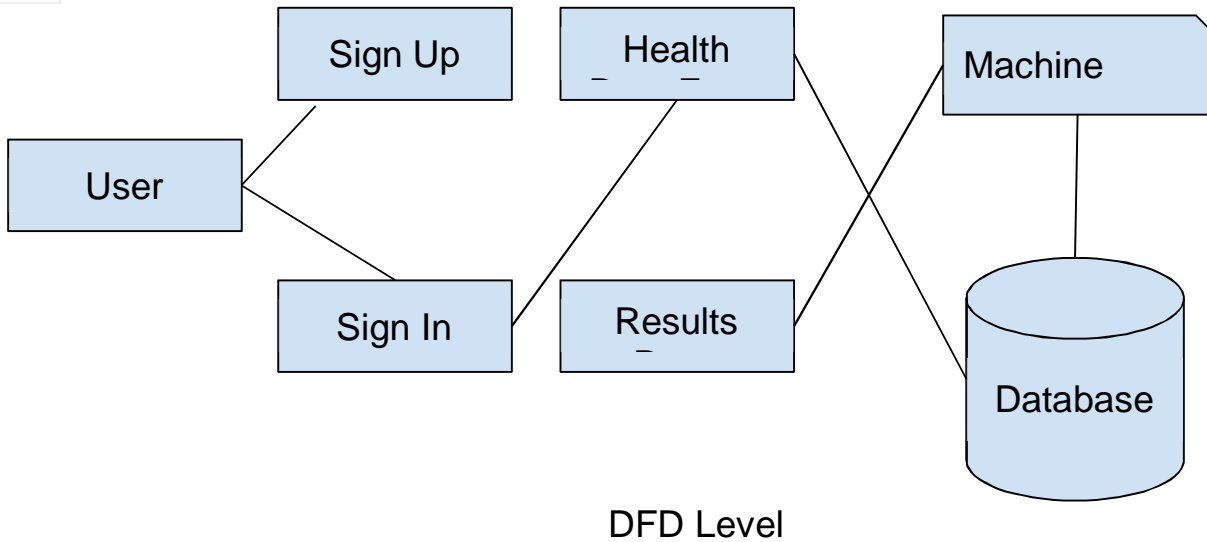 Sign Up
Health
Machine
User
Sign In
Results
Database
DFD Level